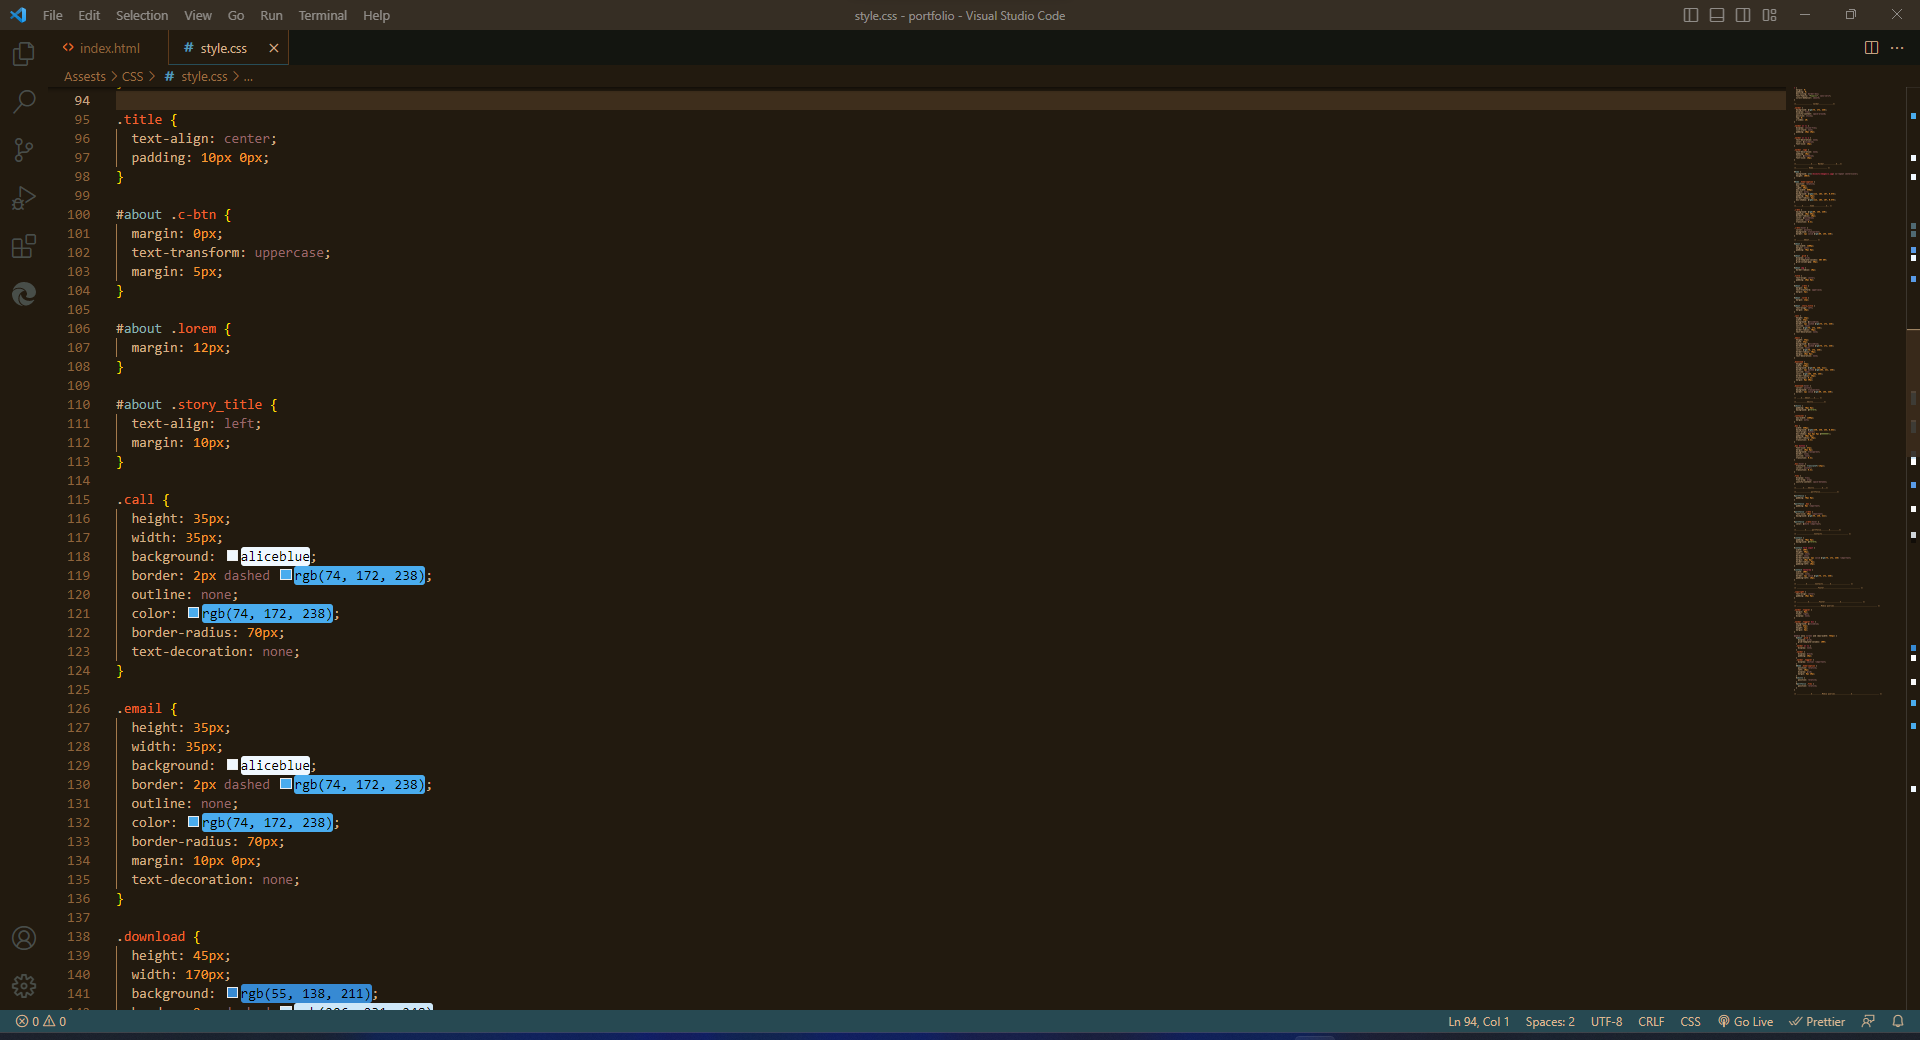 File Edit Selection View Go Run Terminal Help
style.css - portfolio - Visual Studio Code
index.html
# style.css
Assests > CSS > # style.css > ...
94
95 .title {
96 text-align: center;
97 padding: 10px 0px;
98 }
99
100 #about .c-btn {
101 margin: 0px;
102 text-transform: uppercase;
103 margin: 5px;
104 }
105
106 #about .lorem {
107 margin: 12px;
108 }
109
110 #about .story_title {
111 text-align: left;
112 margin: 10px;
113 }
114
115 .call {
116 height: 35px;
117 width: 35px;
118 background: aliceblue;
119 border: 2px dashed rgb(74, 172, 238);
120 outline: none;
121 color: rgb(74, 172, 238);
122 border-radius: 70px;
123 text-decoration: none;
124 }
125
126 .email {
127 height: 35px;
128 width: 35px;
129 background: aliceblue;
130 border: 2px dashed rgb(74, 172, 238);
131 outline: none;
132 color: rgb(74, 172, 238);
133 border-radius: 70px;
134 margin: 10px 0px;
135 text-decoration: none;
136 }
137
138 .download {
139 height: 45px;
140 width: 170px;
141 background: rgb(55, 138, 211);
0 0
Ln 94, Col 1 Spaces: 2 UTF-8 CRLF CSS Go Live Prettier